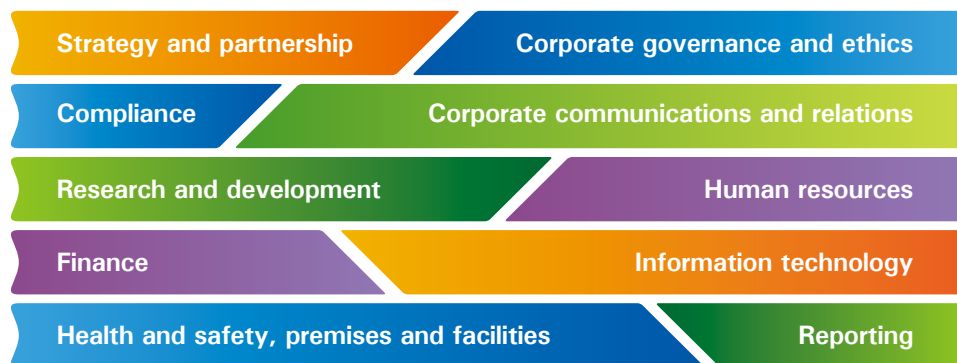 Strategy and partnership
Corporate governance and ethics
Compliance
Corporate communications and relations
Research and development
Human resources
Finance
Information technology
Health and safety, premises and facilities
Reporting